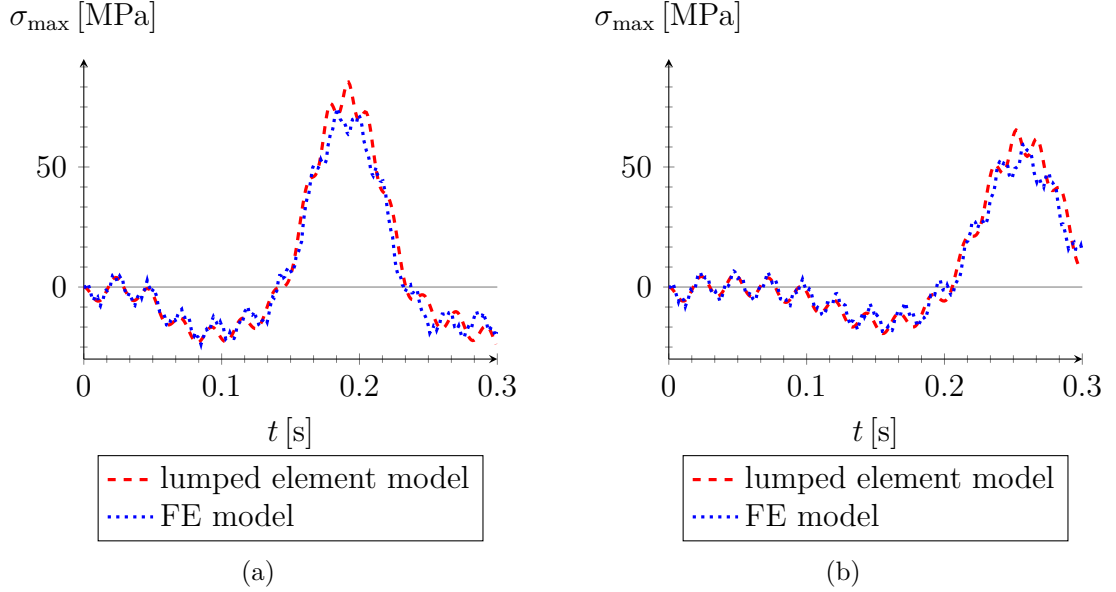 σmax [MPa]
50
0
0
0.1
0.2
0.3
t [s]
lumped element model
FE model
(a)
σmax [MPa]
50
0
0
0.1
0.2
0.3
t [s]
lumped element model
FE model
(b)